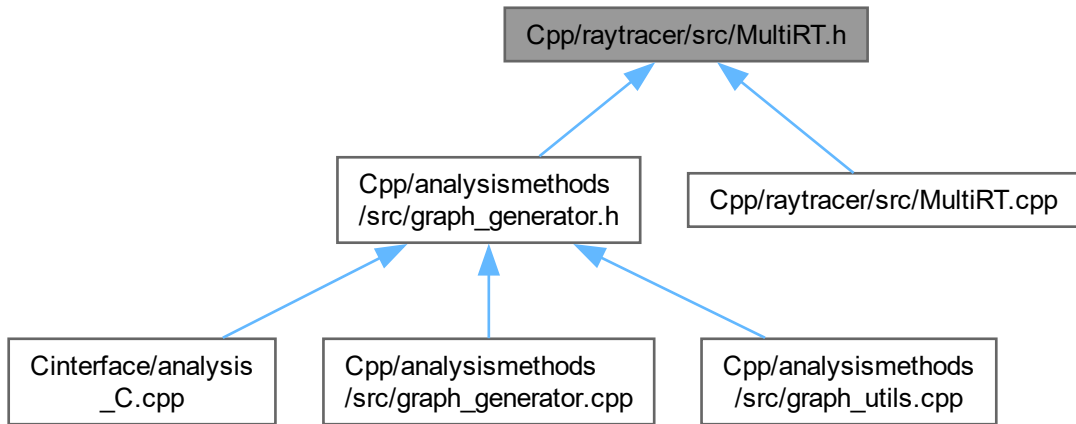 Cpp/raytracer/src/MultiRT.h
Cpp/analysismethods
/src/graph_generator.h
Cpp/raytracer/src/MultiRT.cpp
Cinterface/analysis
_C.cpp
Cpp/analysismethods
/src/graph_generator.cpp
Cpp/analysismethods
/src/graph_utils.cpp